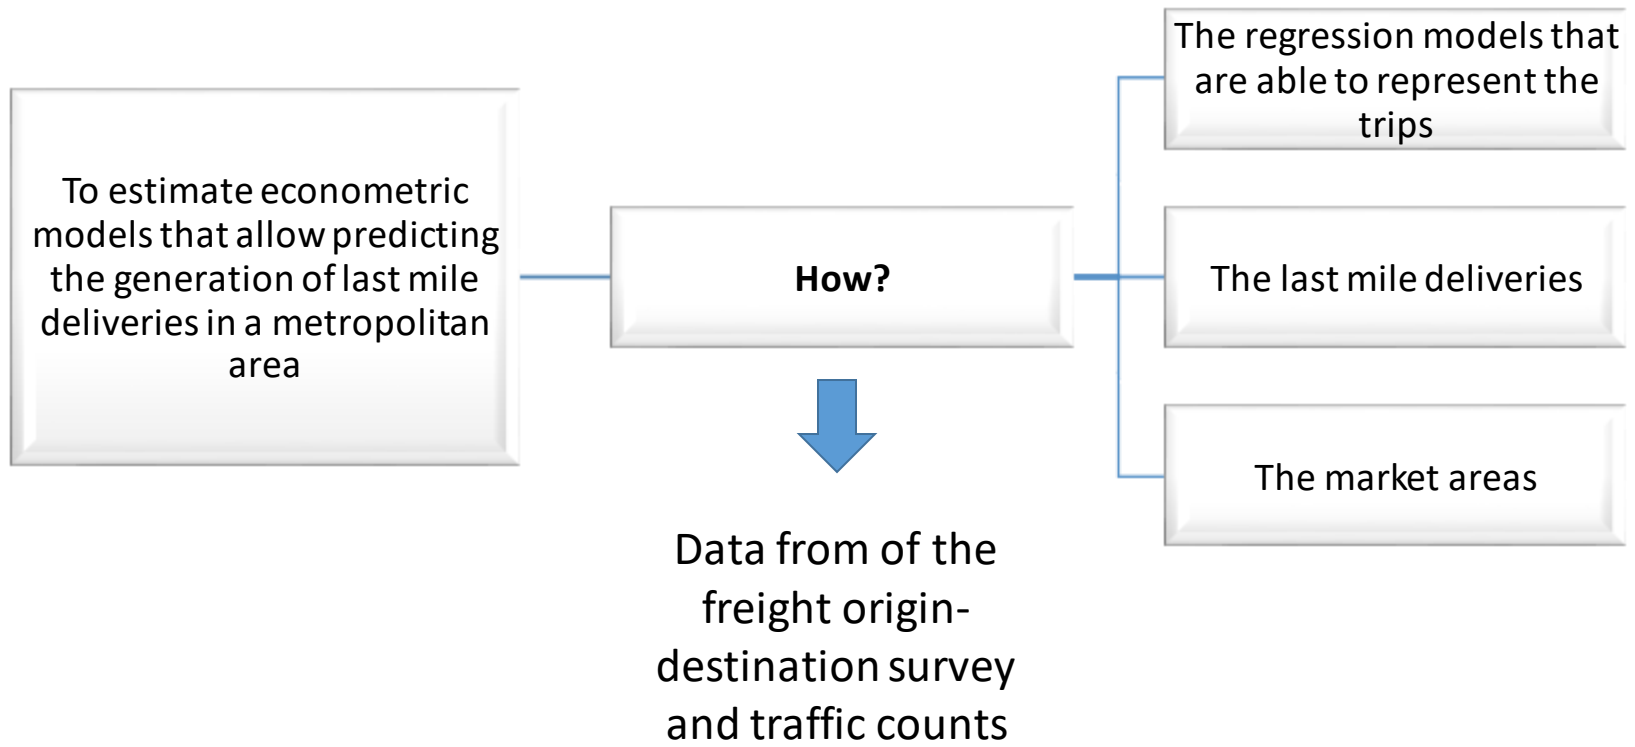 To estimate econometric
models that allow predicting
the generation of last mile
deliveries in a metropolitan
area
How?
Data from of the
freight origin-
destination survey
and traffic counts
The regression models that
are able to represent the
trips
The last mile deliveries
The market areas